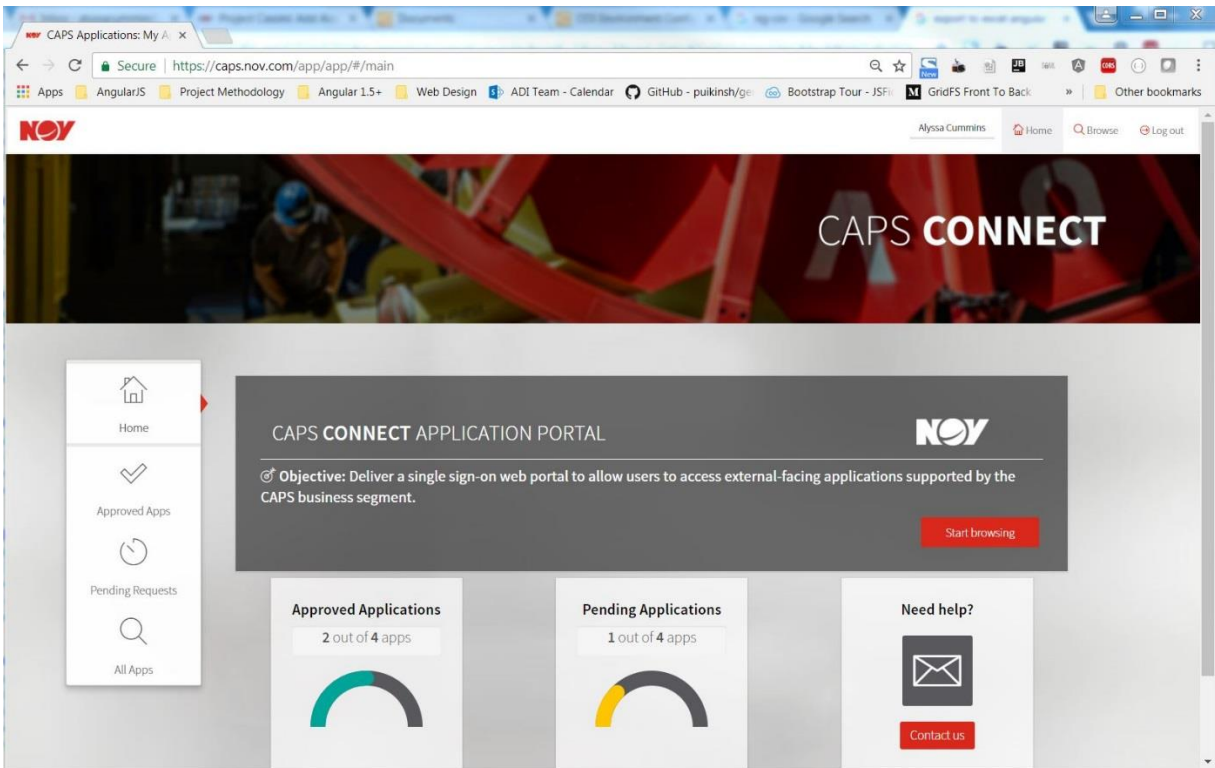 CAPS Applications: My A
Secure | https://caps.nov.com/app/app/#/main
New
JB
CORS
Apps AngularJS Project Methodology Angular 1.5+ Web Design ADI Team - Calendar GitHub - puikinsh/ge Bootstrap Tour - JSFi M GridFS Front To Back » Other bookmarks
NOV Alyssa Cummins Home Browse Log out
CAPS CONNECT
Home
Approved Apps
Pending Requests
All Apps
CAPS CONNECT APPLICATION PORTAL NOV
Objective: Deliver a single sign-on web portal to allow users to access external-facing applications supported by the
CAPS business segment.
Start browsing
Approved Applications
2 out of 4 apps
Pending Applications
1 out of 4 apps
Need help?
Contact us